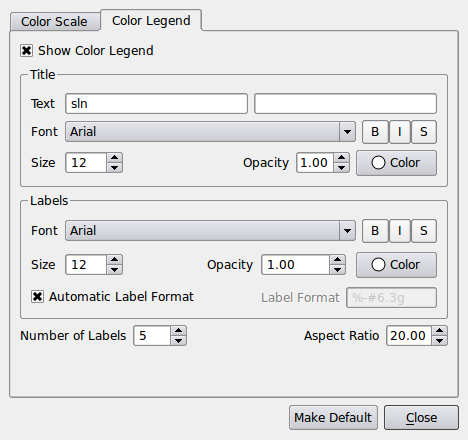 Color Scale Color Legend
Show Color Legend
Title
Text sln
Font Arial B I S
Size 12 Opacity 1.00 Color
Labels
Font Arial B I S
Size 12 Opacity 1.00 Color
Automatic Label Format Label Format %-#6.3g
Number of Labels 5 Aspect Ratio 20.00
Make Default Close